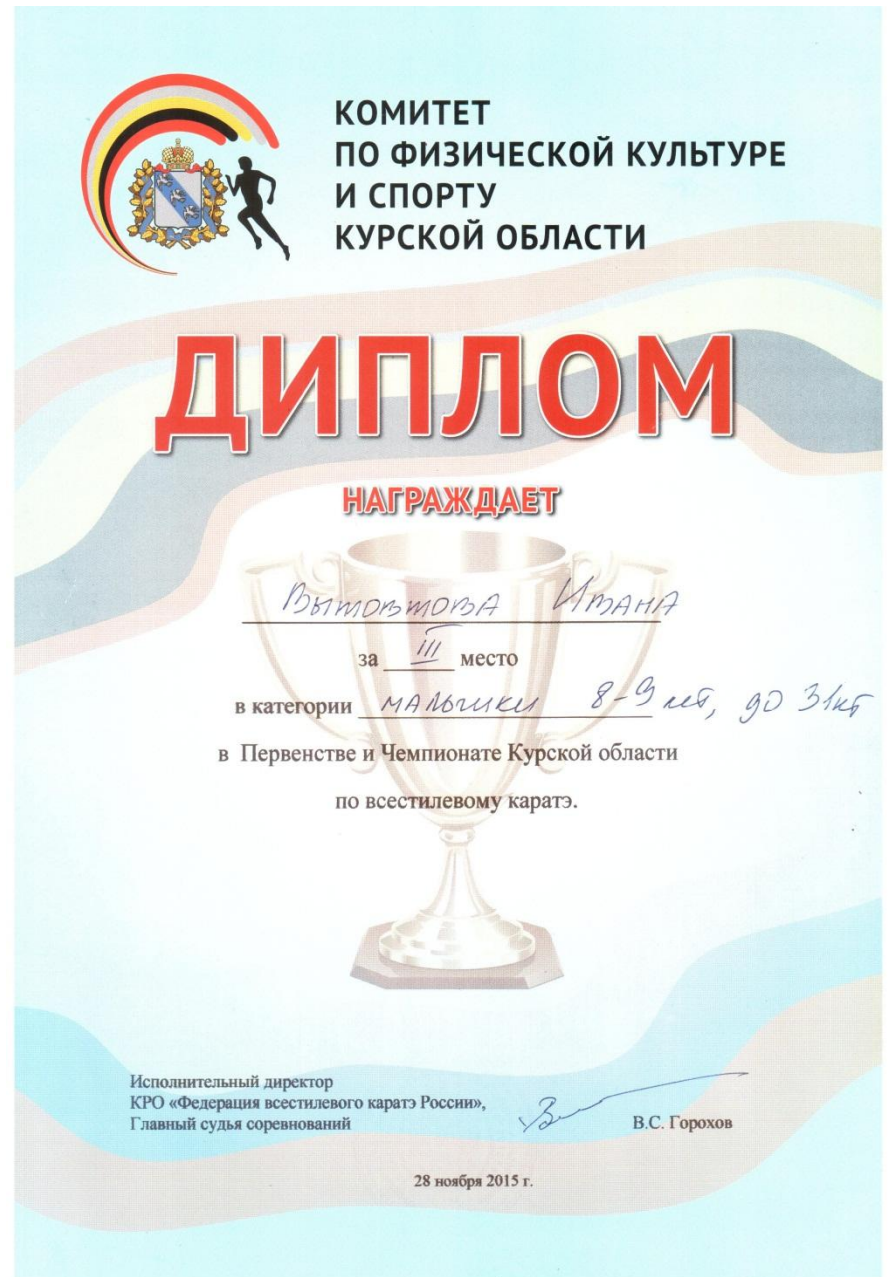 КОМИТЕТ
ПО ФИЗИЧЕСКОЙ КУЛЬТУРЕ
И СПОРТУ
КУРСКОЙ ОБЛАСТИ
ДИПЛОМ
НАГРАЖДАЕТ
Вытовтова Ивана
за III место
в категории мальчики 8-9 лет, до 31кг
в Первенстве и Чемпионате Курской области
по всестилевому каратэ.
Исполнительный директор
КРО «Федерация всестилевого каратэ России»,
Главный судья соревнований В.С. Горохов
28 ноября 2015 г.